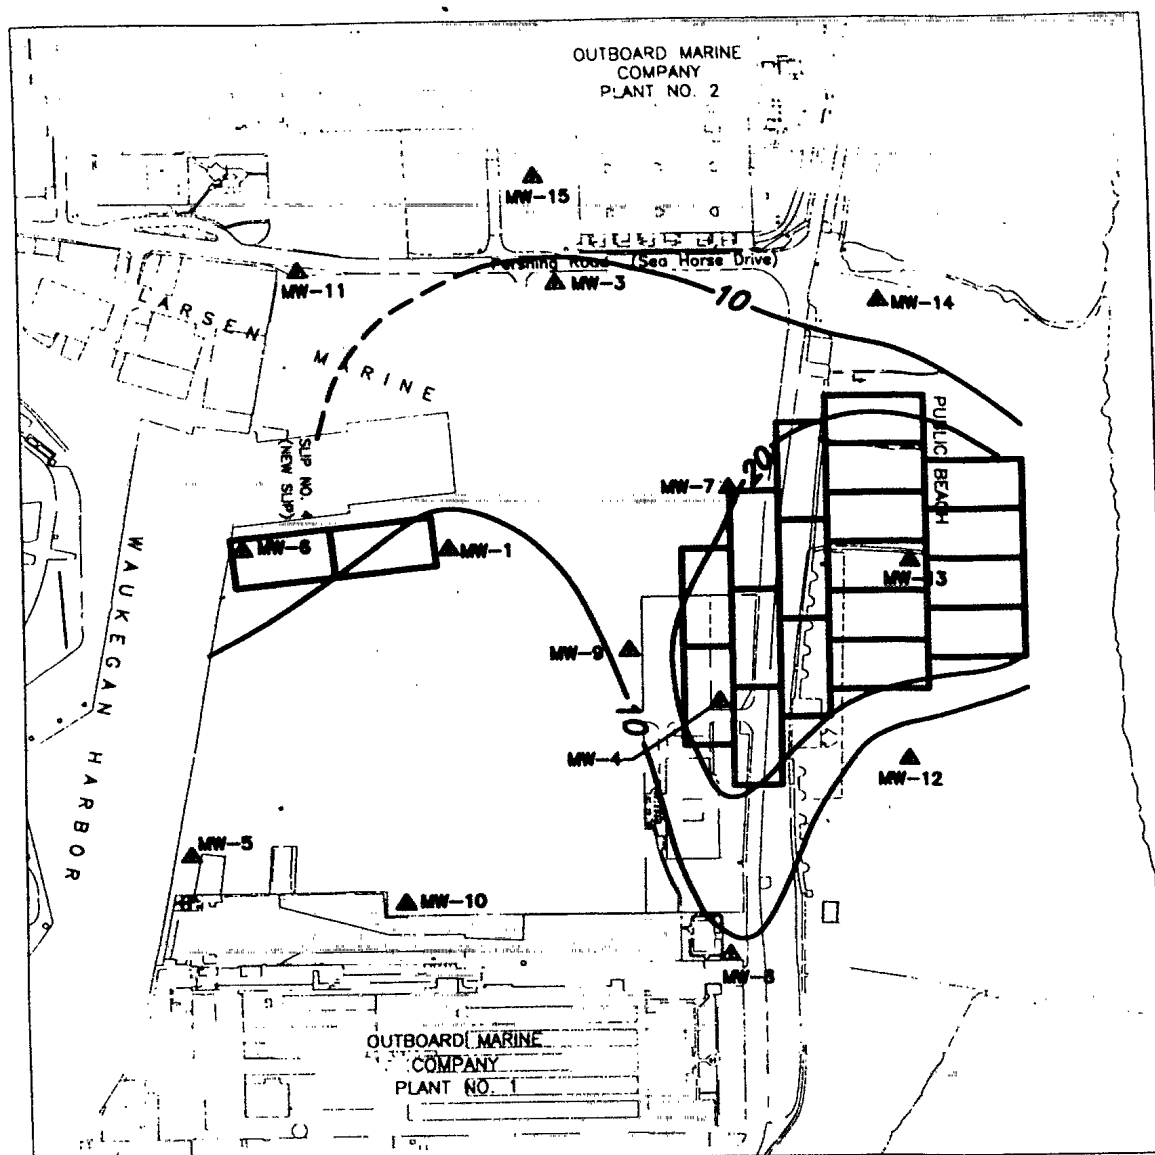 OUTBOARD MARINE
COMPANY
PLANT NO. 2
MW-15
Pershing Road (Sea Horse Drive)
MW-11
MW-3
10
MW-14
LARSEN
MARINE
PUBLIC BEACH
SLIP NO. 4
(NEW SLIP)
20
MW-7
MW-6
MW-1
MW-13
WAUKEGAN HARBOR
MW-9
10
MW-4
MW-12
MW-5
MW-10
MW-8
OUTBOARD MARINE
COMPANY
PLANT NO. 1